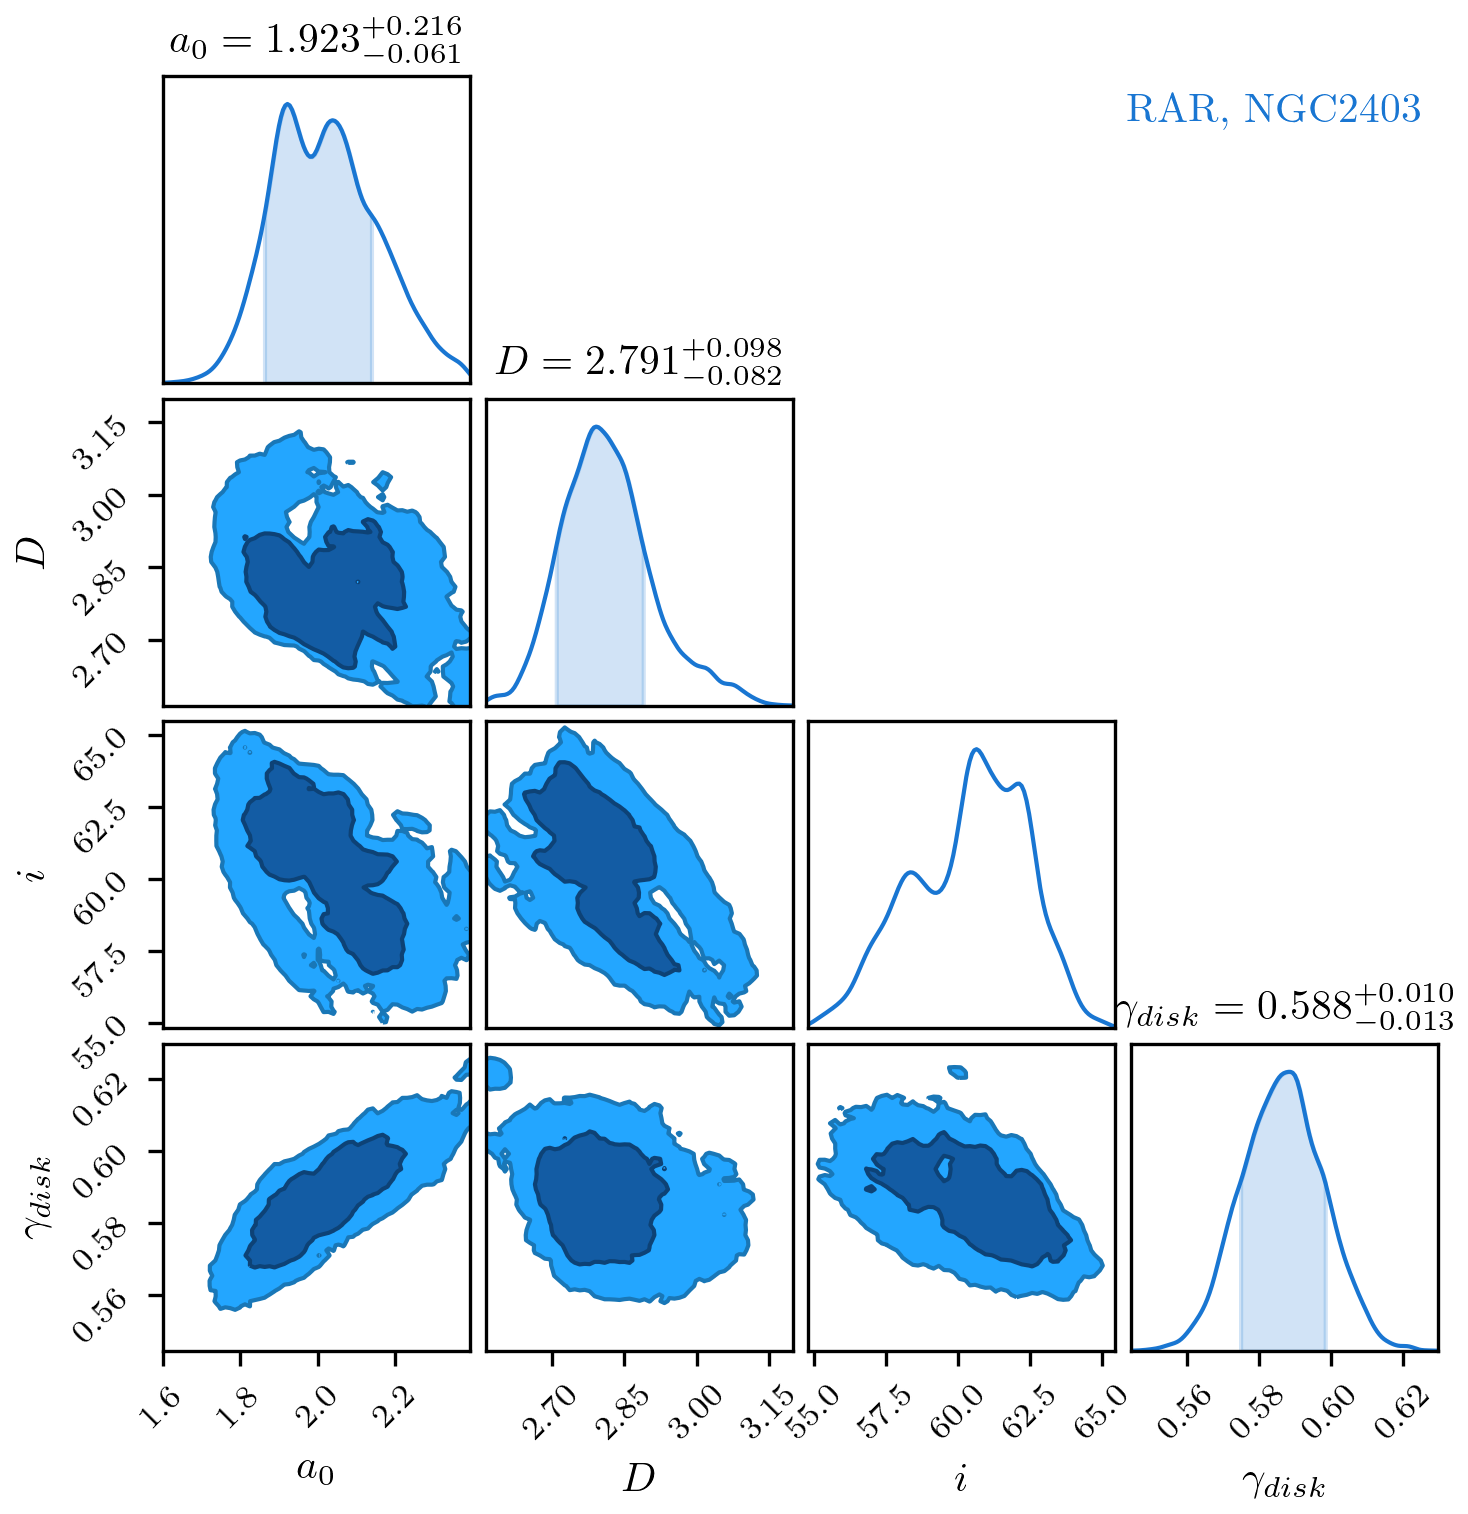 a₀ = 1.923^{+0.216}_{−0.061}
RAR, NGC2403
D = 2.791^{+0.098}_{−0.082}
3.15
3.00
2.85
2.70
D
65.0
62.5
60.0
57.5
55.0
i
γ_{disk} = 0.588^{+0.010}_{−0.013}
0.62
0.60
0.58
0.56
γ_{disk}
1.6 1.8 2.0 2.2 2.70 2.85 3.00 3.15 55.0 57.5 60.0 62.5 65.0 0.56 0.58 0.60 0.62
a₀ D i γ_{disk}